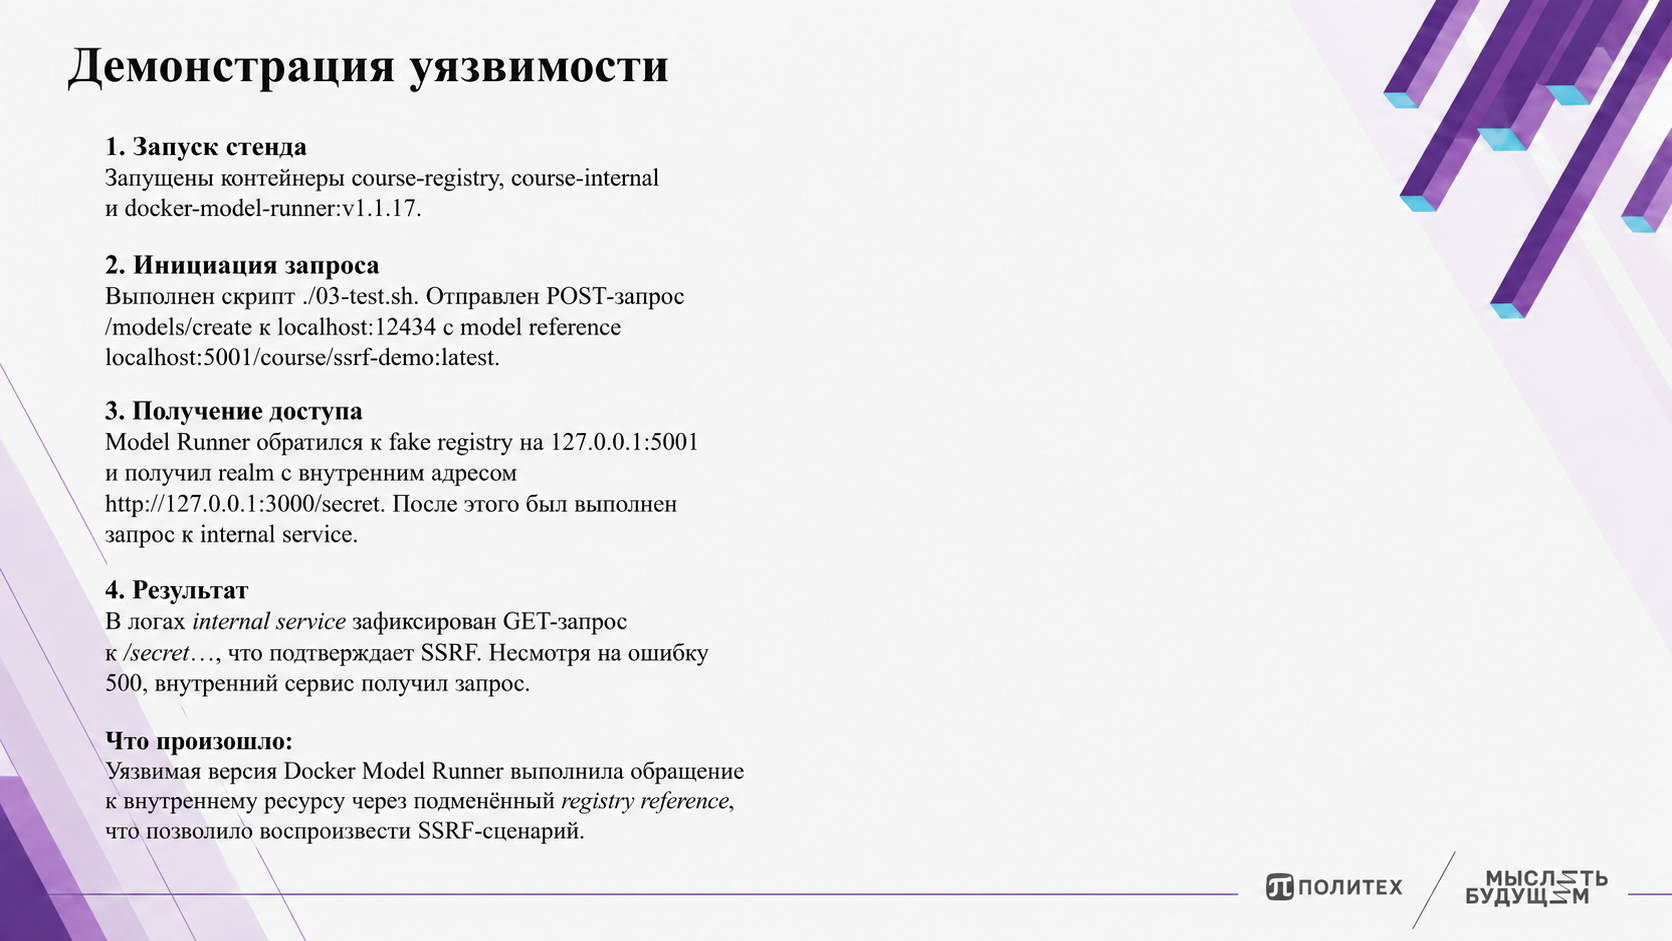 Демонстрация уязвимости
1. Запуск стенда
Запущены контейнеры course-registry, course-internal
и docker-model-runner:v1.1.17.
2. Инициация запроса
Выполнен скрипт ./03-test.sh. Отправлен POST-запрос
/models/create к localhost:12434 с model reference
localhost:5001/course/ssrf-demo:latest.
3. Получение доступа
Model Runner обратился к fake registry на 127.0.0.1:5001
и получил realm с внутренним адресом
http://127.0.0.1:3000/secret. После этого был выполнен
запрос к internal service.
4. Результат
В логах internal service зафиксирован GET-запрос
к /secret…, что подтверждает SSRF. Несмотря на ошибку
500, внутренний сервис получил запрос.
Что произошло:
Уязвимая версия Docker Model Runner выполнила обращение
к внутреннему ресурсу через подменённый registry reference,
что позволило воспроизвести SSRF-сценарий.
ПОЛИТЕХ
МЫСЛИТЬ
БУДУЩИМ